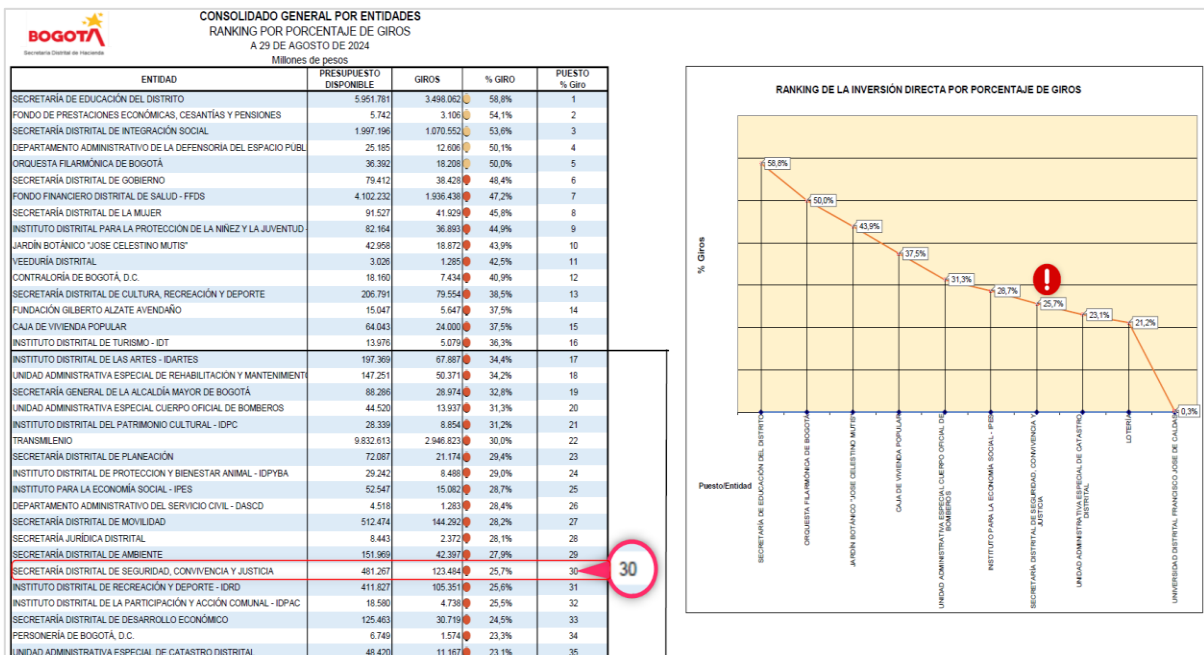 BOGOTÁ
Secretaría Distrital de Hacienda
CONSOLIDADO GENERAL POR ENTIDADES
RANKING POR PORCENTAJE DE GIROS
A 29 DE AGOSTO DE 2024
Millones de pesos
ENTIDAD PRESUPUESTO DISPONIBLE GIROS % GIRO PUESTO % Giro
SECRETARÍA DE EDUCACIÓN DEL DISTRITO 5.951.781 3.498.062 58,8% 1
FONDO DE PRESTACIONES ECONÓMICAS, CESANTÍAS Y PENSIONES 5.742 3.106 54,1% 2
SECRETARÍA DISTRITAL DE INTEGRACIÓN SOCIAL 1.997.196 1.070.552 53,6% 3
DEPARTAMENTO ADMINISTRATIVO DE LA DEFENSORÍA DEL ESPACIO PÚBL 25.185 12.606 50,1% 4
ORQUESTA FILARMÓNICA DE BOGOTÁ 36.392 18.208 50,0% 5
SECRETARÍA DISTRITAL DE GOBIERNO 79.412 38.428 48,4% 6
FONDO FINANCIERO DISTRITAL DE SALUD - FFDS 4.102.232 1.936.438 47,2% 7
SECRETARÍA DISTRITAL DE LA MUJER 91.527 41.929 45,8% 8
INSTITUTO DISTRITAL PARA LA PROTECCIÓN DE LA NIÑEZ Y LA JUVENTUD - 82.164 36.893 44,9% 9
JARDÍN BOTÁNICO "JOSE CELESTINO MUTIS" 42.958 18.872 43,9% 10
VEEDURÍA DISTRITAL 3.026 1.285 42,5% 11
CONTRALORÍA DE BOGOTÁ, D.C. 18.160 7.434 40,9% 12
SECRETARÍA DISTRITAL DE CULTURA, RECREACIÓN Y DEPORTE 206.791 79.554 38,5% 13
FUNDACIÓN GILBERTO ALZATE AVENDAÑO 15.047 5.647 37,5% 14
CAJA DE VIVIENDA POPULAR 64.043 24.000 37,5% 15
INSTITUTO DISTRITAL DE TURISMO - IDT 13.976 5.079 36,3% 16
INSTITUTO DISTRITAL DE LAS ARTES - IDARTES 197.369 67.887 34,4% 17
UNIDAD ADMINISTRATIVA ESPECIAL DE REHABILITACIÓN Y MANTENIMIENTO 147.251 50.371 34,2% 18
SECRETARÍA GENERAL DE LA ALCALDÍA MAYOR DE BOGOTÁ 88.286 28.974 32,8% 19
UNIDAD ADMINISTRATIVA ESPECIAL CUERPO OFICIAL DE BOMBEROS 44.520 13.937 31,3% 20
INSTITUTO DISTRITAL DEL PATRIMONIO CULTURAL - IDPC 28.339 8.854 31,2% 21
TRANSMILENIO 9.832.613 2.946.823 30,0% 22
SECRETARÍA DISTRITAL DE PLANEACIÓN 72.087 21.174 29,4% 23
INSTITUTO DISTRITAL DE PROTECCION Y BIENESTAR ANIMAL - IDPYBA 29.242 8.488 29,0% 24
INSTITUTO PARA LA ECONOMÍA SOCIAL - IPES 52.547 15.082 28,7% 25
DEPARTAMENTO ADMINISTRATIVO DEL SERVICIO CIVIL - DASCD 4.518 1.283 28,4% 26
SECRETARÍA DISTRITAL DE MOVILIDAD 512.474 144.292 28,2% 27
SECRETARÍA JURÍDICA DISTRITAL 8.443 2.372 28,1% 28
SECRETARÍA DISTRITAL DE AMBIENTE 151.969 42.397 27,9% 29
SECRETARÍA DISTRITAL DE SEGURIDAD, CONVIVENCIA Y JUSTICIA 481.267 123.484 25,7% 30
30
INSTITUTO DISTRITAL DE RECREACIÓN Y DEPORTE - IDRD 411.827 105.351 25,6% 31
INSTITUTO DISTRITAL DE LA PARTICIPACIÓN Y ACCIÓN COMUNAL - IDPAC 18.580 4.738 25,5% 32
SECRETARÍA DISTRITAL DE DESARROLLO ECONÓMICO 125.463 30.719 24,5% 33
PERSONERÍA DE BOGOTÁ, D.C. 6.749 1.574 23,3% 34
UNIDAD ADMINISTRATIVA ESPECIAL DE CATASTRO DISTRITAL 48.420 11.167 23,1% 35
RANKING DE LA INVERSIÓN DIRECTA POR PORCENTAJE DE GIROS
% Giros
58,8%
50,0%
43,9%
37,5%
31,3%
28,7%
25,7%
23,1%
21,2%
0,3%
!
Puesto/Entidad
SECRETARÍA DE EDUCACIÓN DEL DISTRITO
ORQUESTA FILARMÓNICA DE BOGOTÁ
JARDÍN BOTÁNICO "JOSE CELESTINO MUTIS"
CAJA DE VIVIENDA POPULAR
UNIDAD ADMINISTRATIVA ESPECIAL CUERPO OFICIAL DE
BOMBEROS
INSTITUTO PARA LA ECONOMÍA SOCIAL - IPES
SECRETARÍA DISTRITAL DE SEGURIDAD, CONVIVENCIA Y
JUSTICIA
UNIDAD ADMINISTRATIVA ESPECIAL DE CATASTRO
DISTRITAL
LOTERÍA
UNIVERSIDAD DISTRITAL FRANCISCO JOSE DE CALDAS